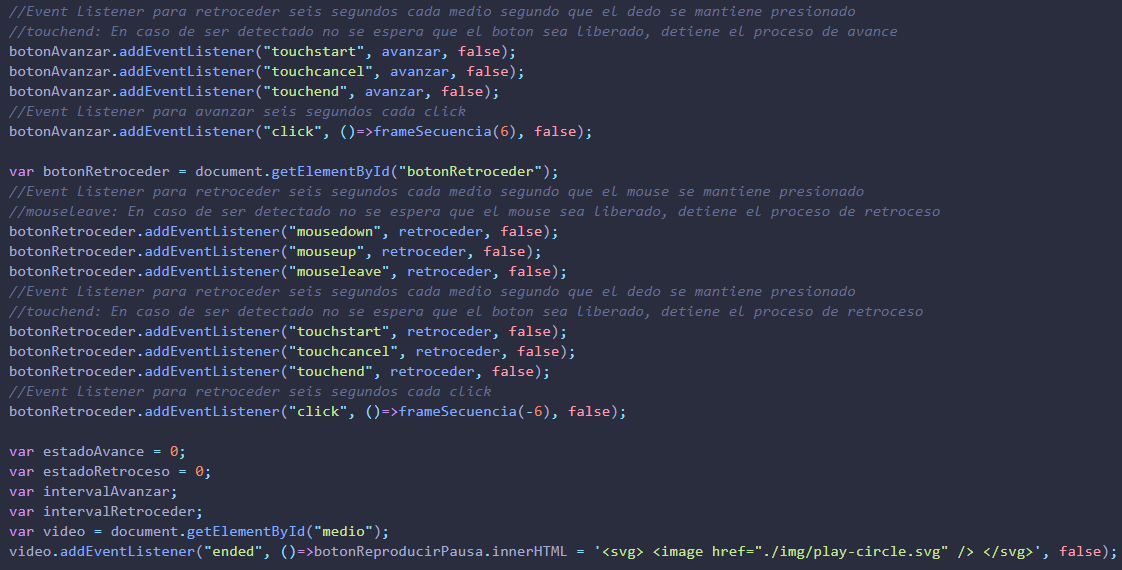 //Event Listener para retroceder seis segundos cada medio segundo que el dedo se mantiene presionado
//touchend: En caso de ser detectado no se espera que el boton sea liberado, detiene el proceso de avance
botonAvanzar.addEventListener("touchstart", avanzar, false);
botonAvanzar.addEventListener("touchcancel", avanzar, false);
botonAvanzar.addEventListener("touchend", avanzar, false);
//Event Listener para avanzar seis segundos cada click
botonAvanzar.addEventListener("click", ()=>frameSecuencia(6), false);

var botonRetroceder = document.getElementById("botonRetroceder");
//Event Listener para retroceder seis segundos cada medio segundo que el mouse se mantiene presionado
//mouseleave: En caso de ser detectado no se espera que el mouse sea liberado, detiene el proceso de retroceso
botonRetroceder.addEventListener("mousedown", retroceder, false);
botonRetroceder.addEventListener("mouseup", retroceder, false);
botonRetroceder.addEventListener("mouseleave", retroceder, false);
//Event Listener para retroceder seis segundos cada medio segundo que el dedo se mantiene presionado
//touchend: En caso de ser detectado no se espera que el boton sea liberado, detiene el proceso de retroceso
botonRetroceder.addEventListener("touchstart", retroceder, false);
botonRetroceder.addEventListener("touchcancel", retroceder, false);
botonRetroceder.addEventListener("touchend", retroceder, false);
//Event Listener para retroceder seis segundos cada click
botonRetroceder.addEventListener("click", ()=>frameSecuencia(-6), false);

var estadoAvance = 0;
var estadoRetroceso = 0;
var intervalAvanzar;
var intervalRetroceder;
var video = document.getElementById("medio");
video.addEventListener("ended", ()=>botonReproducirPausa.innerHTML = '<svg> <image href="./img/play-circle.svg" /> </svg>', false);